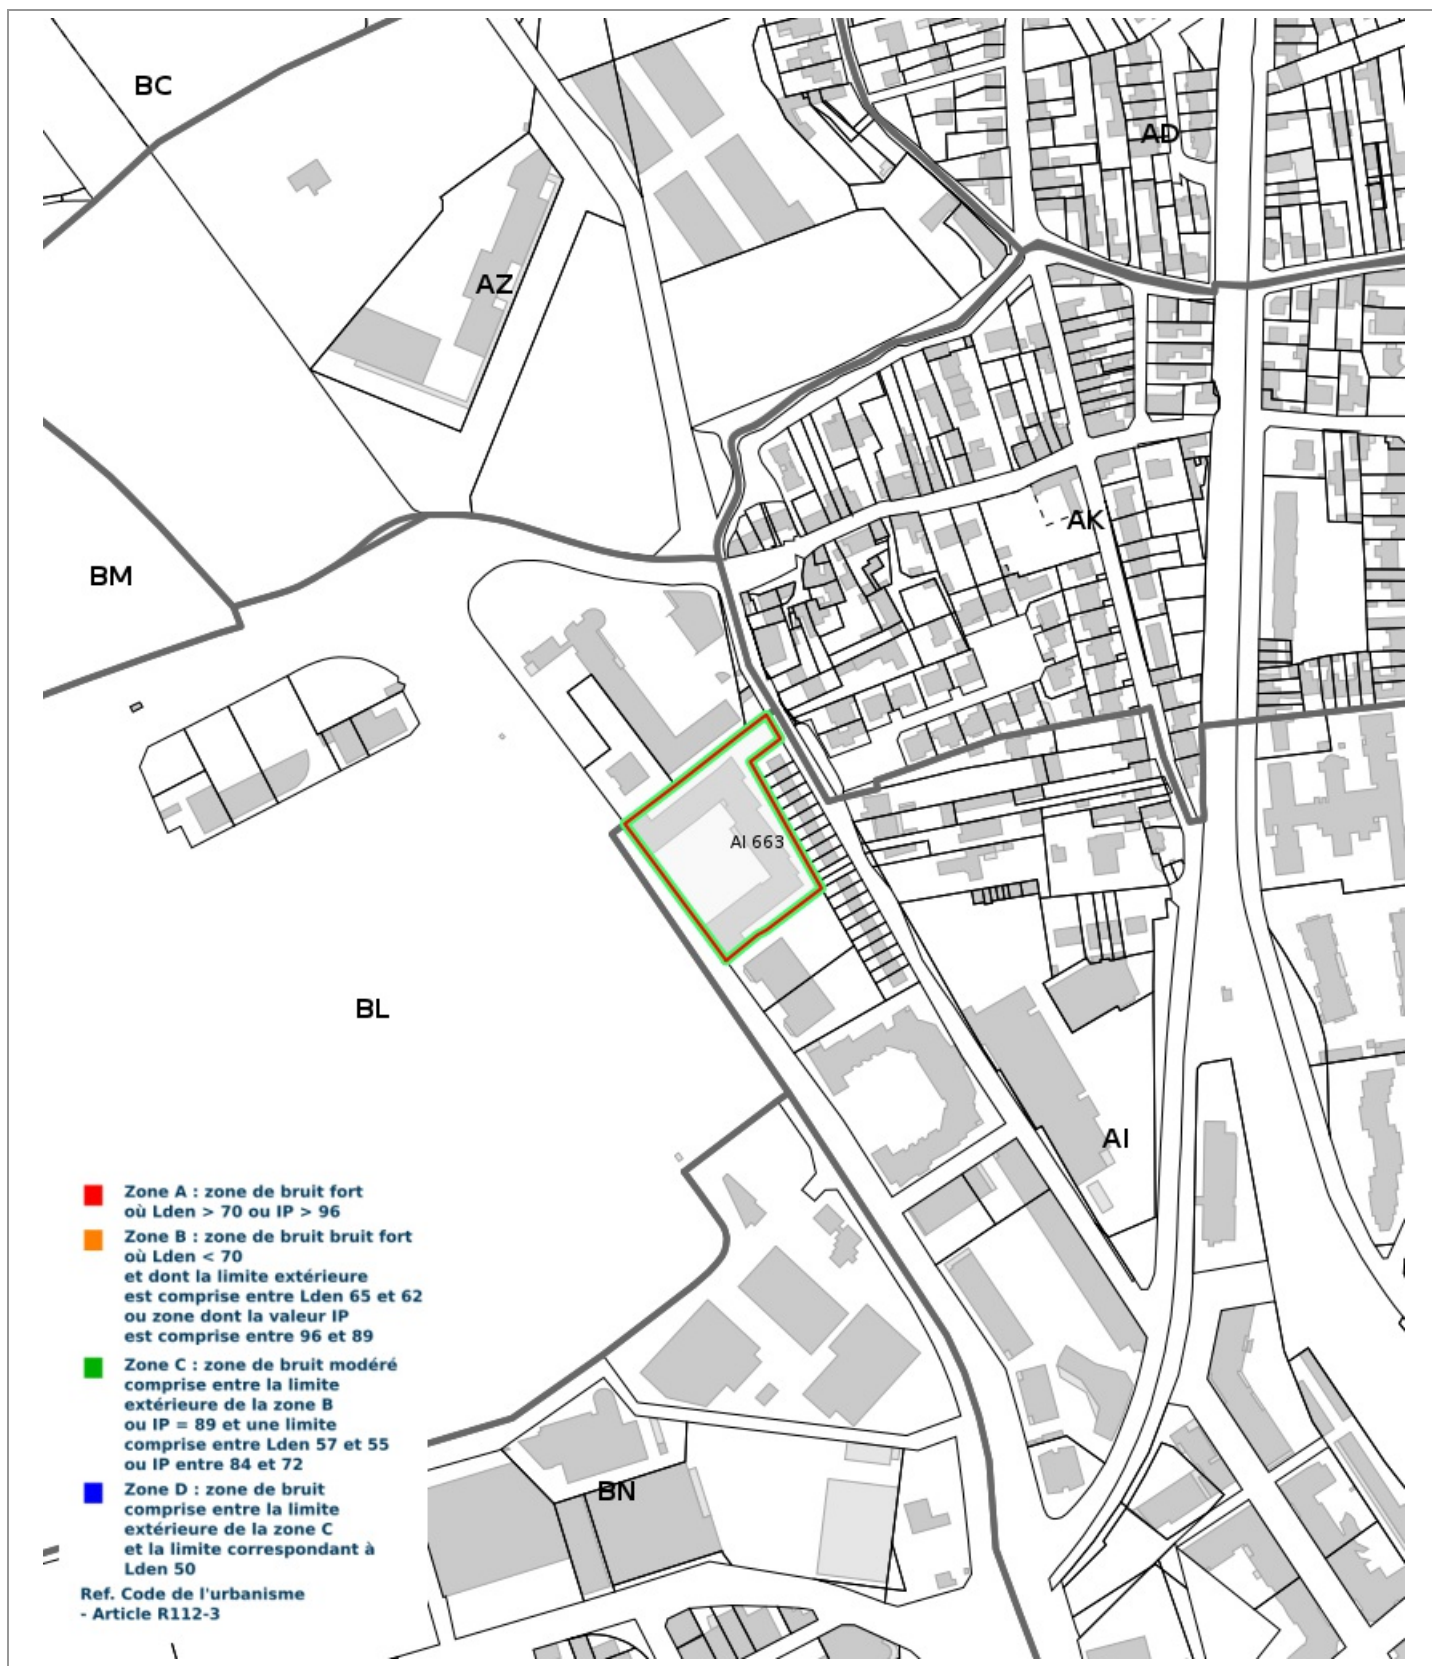 BC
AD
AZ
AK
BM
AI 663
BL
AI
Zone A : zone de bruit fort
où Lden > 70 ou IP > 96
Zone B : zone de bruit bruit fort
où Lden < 70
et dont la limite extérieure
est comprise entre Lden 65 et 62
ou zone dont la valeur IP
est comprise entre 96 et 89
Zone C : zone de bruit modéré
comprise entre la limite
extérieure de la zone B
ou IP = 89 et une limite
comprise entre Lden 57 et 55
ou IP entre 84 et 72
Zone D : zone de bruit
comprise entre la limite
extérieure de la zone C
et la limite correspondant à
Lden 50
Ref. Code de l'urbanisme
- Article R112-3
BN